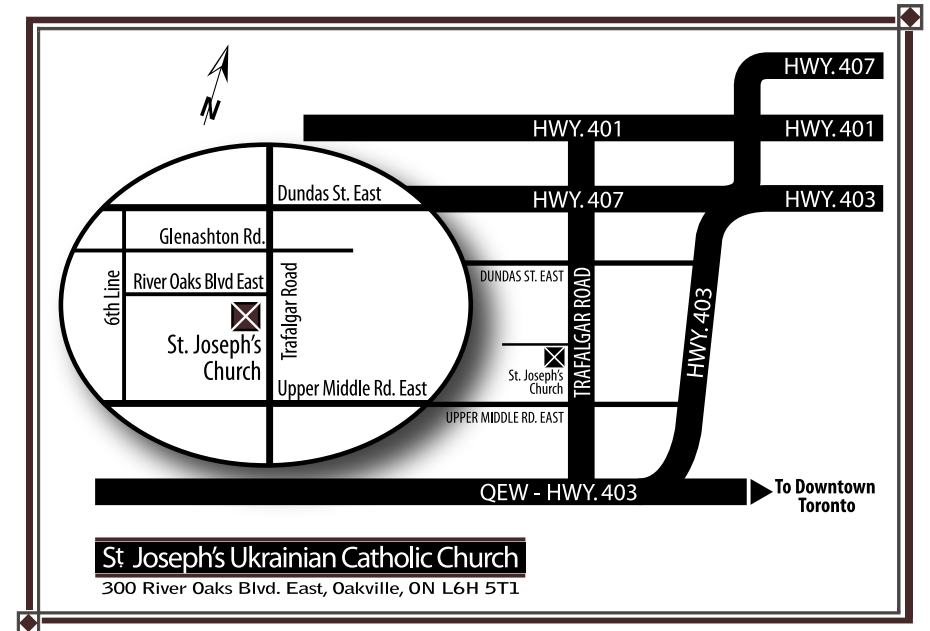 HWY. 407
N
HWY. 401
HWY. 401
Dundas St. East
HWY. 407
HWY. 403
Glenashton Rd.
6th Line
River Oaks Blvd East
Trafalgar Road
St. Joseph's
Church
Upper Middle Rd. East
DUNDAS ST. EAST
TRAFALGAR ROAD
HWY. 403
St. Joseph's
Church
UPPER MIDDLE RD. EAST
QEW - HWY. 403
To Downtown
Toronto
St. Joseph's Ukrainian Catholic Church
300 River Oaks Blvd. East, Oakville, ON L6H 5T1